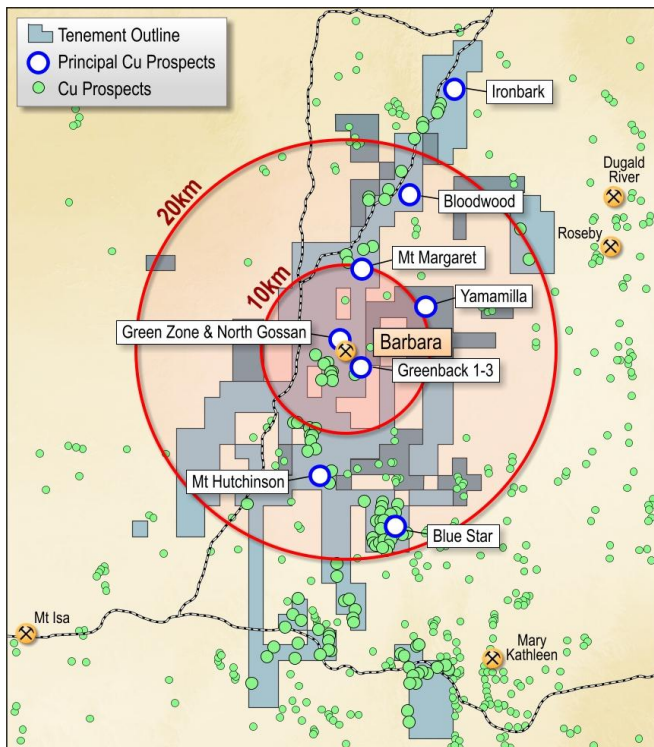 Tenement Outline
Principal Cu Prospects
Cu Prospects
Ironbark
Dugald
River
20km
Bloodwood
Roseby
Mt Margaret
10km
Yamamilla
Green Zone & North Gossan
Barbara
Greenback 1-3
Mt Hutchinson
Blue Star
Mt Isa
Mary
Kathleen